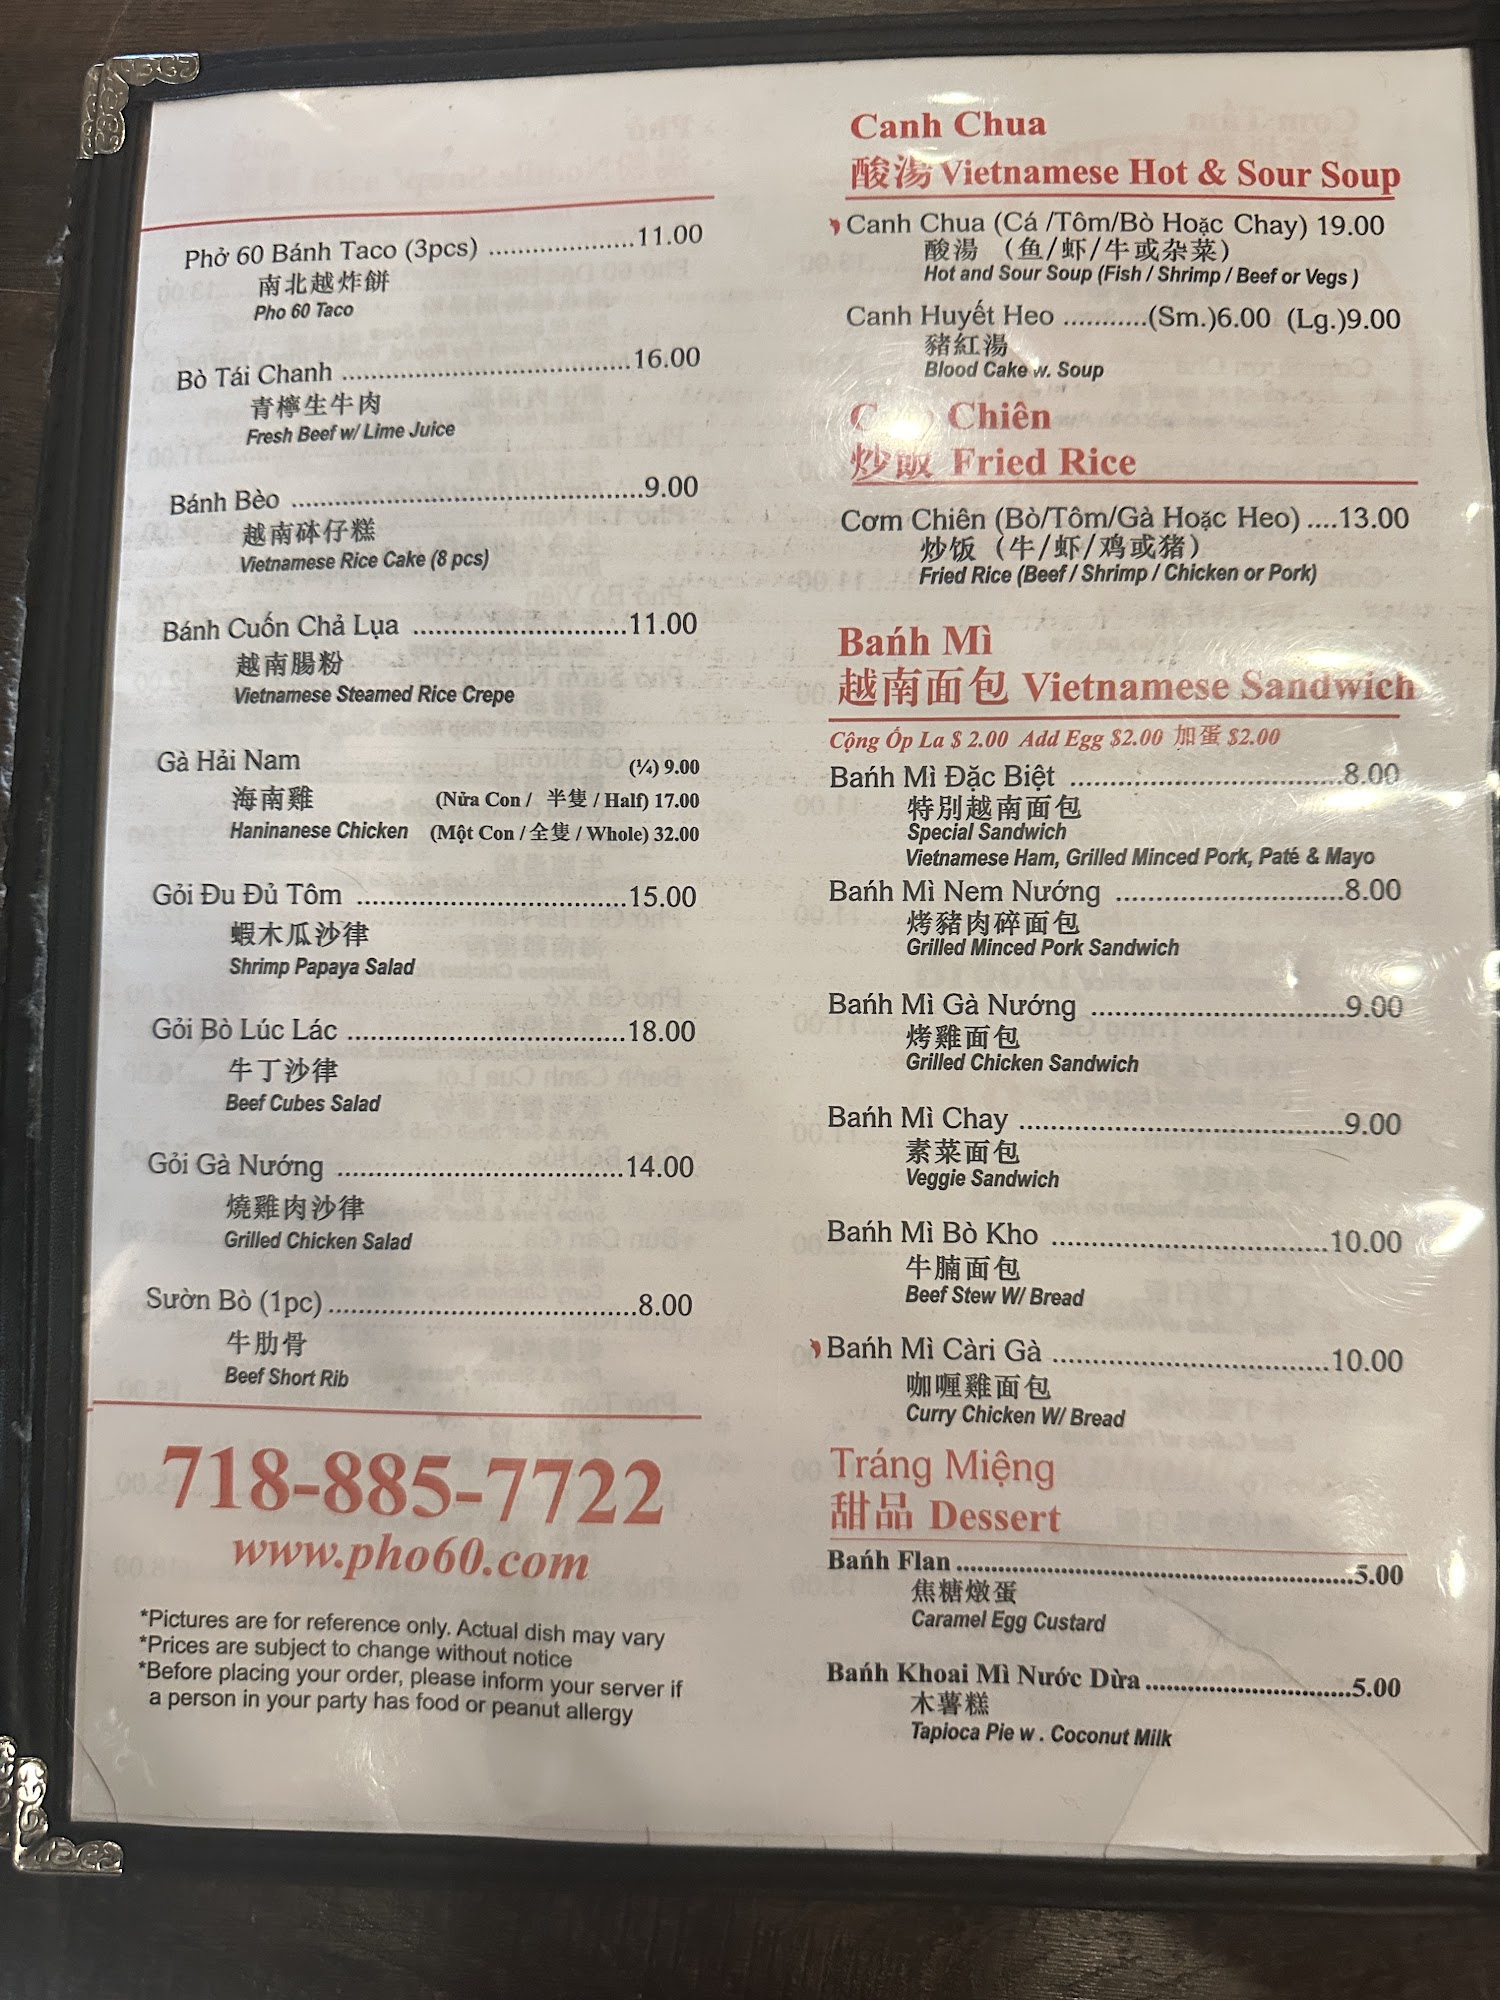 Phở 60 Bánh Taco (3pcs) ....................11.00
南北越炸餅
Pho 60 Taco
Bò Tái Chanh ........................................16.00
青檸生牛肉
Fresh Beef w/ Lime Juice
Bánh Bèo ................................................9.00
越南砵仔糕
Vietnamese Rice Cake (8 pcs)
Bánh Cuốn Chả Lụa .............................11.00
越南腸粉
Vietnamese Steamed Rice Crepe
Gà Hải Nam (¼) 9.00
海南雞 (Nửa Con / 半隻 / Half) 17.00
Haninanese Chicken (Một Con / 全隻 / Whole) 32.00
Gỏi Đu Đủ Tôm .....................................15.00
蝦木瓜沙律
Shrimp Papaya Salad
Gỏi Bò Lúc Lác ......................................18.00
牛丁沙律
Beef Cubes Salad
Gỏi Gà Nướng .......................................14.00
燒雞肉沙律
Grilled Chicken Salad
Sườn Bò (1pc)..........................................8.00
牛肋骨
Beef Short Rib
718-885-7722
www.pho60.com
*Pictures are for reference only. Actual dish may vary
*Prices are subject to change without notice
*Before placing your order, please inform your server if
a person in your party has food or peanut allergy
Canh Chua
酸湯 Vietnamese Hot & Sour Soup
Canh Chua (Cá /Tôm/Bò Hoặc Chay) 19.00
酸湯 （鱼/虾/牛或杂菜）
Hot and Sour Soup (Fish / Shrimp / Beef or Vegs )
Canh Huyết Heo ...........(Sm.)6.00 (Lg.)9.00
豬紅湯
Blood Cake w. Soup
Chiên
炒飯 Fried Rice
Cơm Chiên (Bò/Tôm/Gà Hoặc Heo) ....13.00
炒饭（牛/虾/鸡或猪）
Fried Rice (Beef / Shrimp / Chicken or Pork)
Bańh Mì
越南面包 Vietnamese Sandwich
Cộng Ốp La $ 2.00 Add Egg $2.00 加蛋 $2.00
Bańh Mì Đặc Biệt ....................................8.00
特別越南面包
Special Sandwich
Vietnamese Ham, Grilled Minced Pork, Paté & Mayo
Bańh Mì Nem Nướng ..............................8.00
烤豬肉碎面包
Grilled Minced Pork Sandwich
Bańh Mì Gà Nướng .................................9.00
烤雞面包
Grilled Chicken Sandwich
Bańh Mì Chay ..........................................9.00
素菜面包
Veggie Sandwich
Bańh Mì Bò Kho ....................................10.00
牛腩面包
Beef Stew W/ Bread
Bańh Mì Càri Gà ....................................10.00
咖喱雞面包
Curry Chicken W/ Bread
Tráng Miệng
甜品 Dessert
Bańh Flan ............................................................5.00
焦糖燉蛋
Caramel Egg Custard
Bańh Khoai Mì Nước Dừa...............................5.00
木薯糕
Tapioca Pie w . Coconut Milk